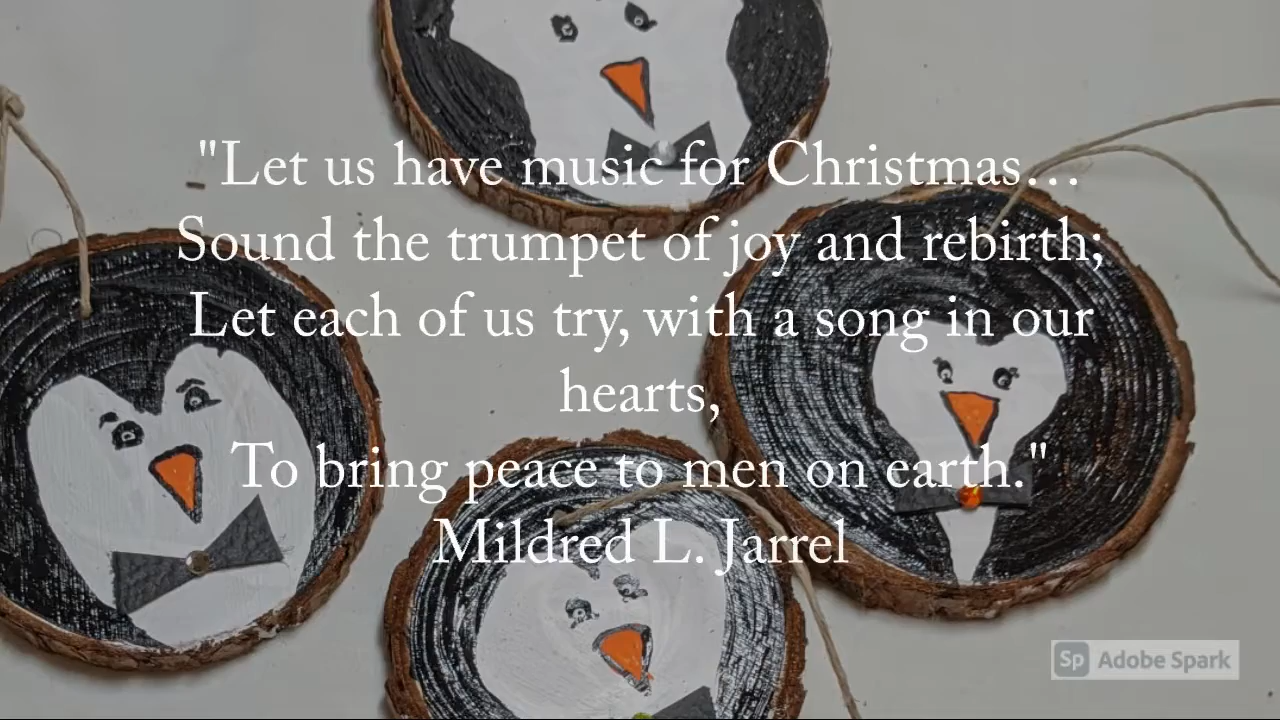 "Let us have music for Christmas…
Sound the trumpet of joy and rebirth;
Let each of us try, with a song in our
hearts,
To bring peace to men on earth."
Mildred L. Jarrel
Sp Adobe Spark